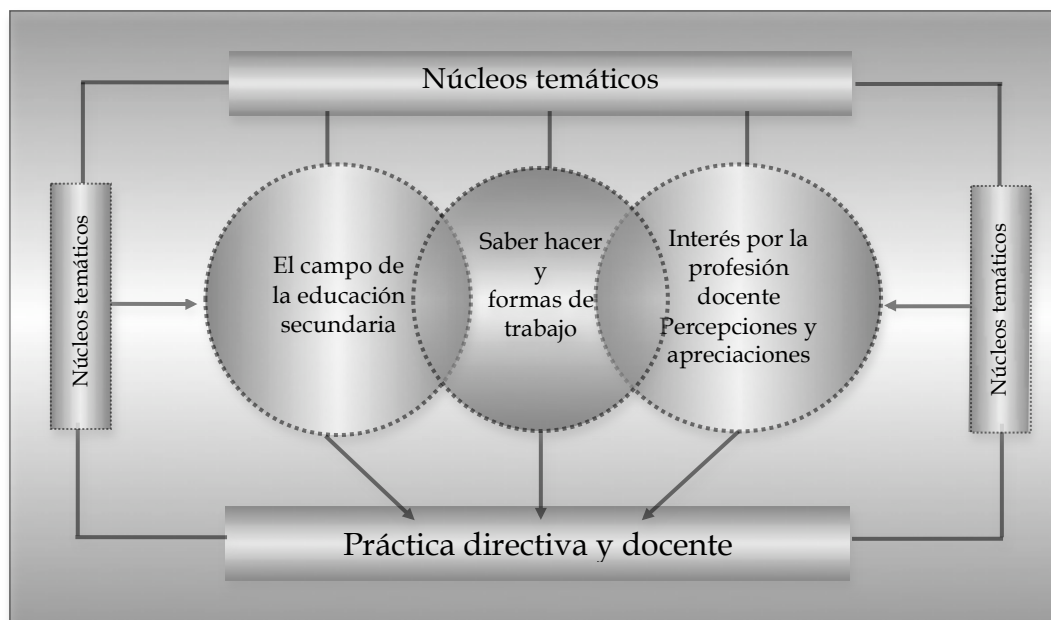 Núcleos temáticos
Núcleos temáticos
El campo de
la educación
secundaria
Saber hacer
y
formas de
trabajo
Interés por la
profesión
docente
Percepciones y
apreciaciones
Núcleos temáticos
Práctica directiva y docente